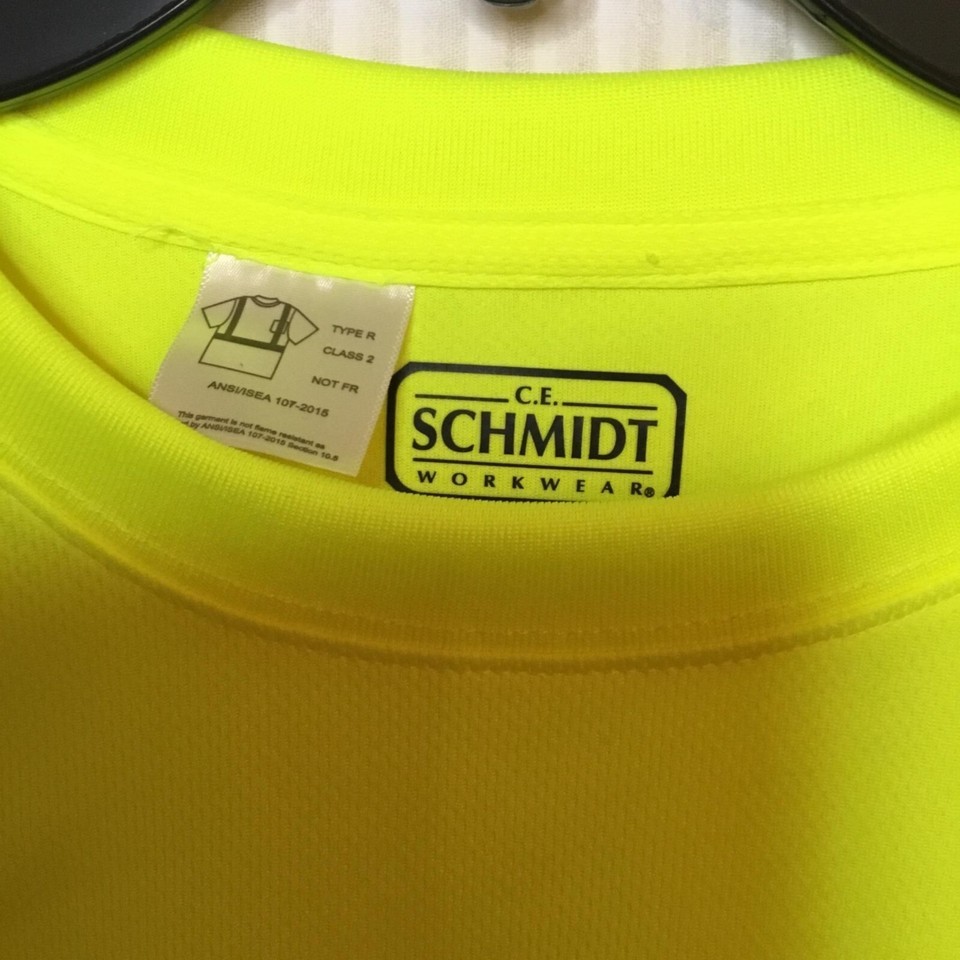 TYPE R
CLASS 2
NOT FR
ANSI/ISEA 107-2015
This garment is not flame resistant as
by ANSI/ISEA 107-2015 Section 10.5
C.E.
SCHMIDT
WORKWEAR®